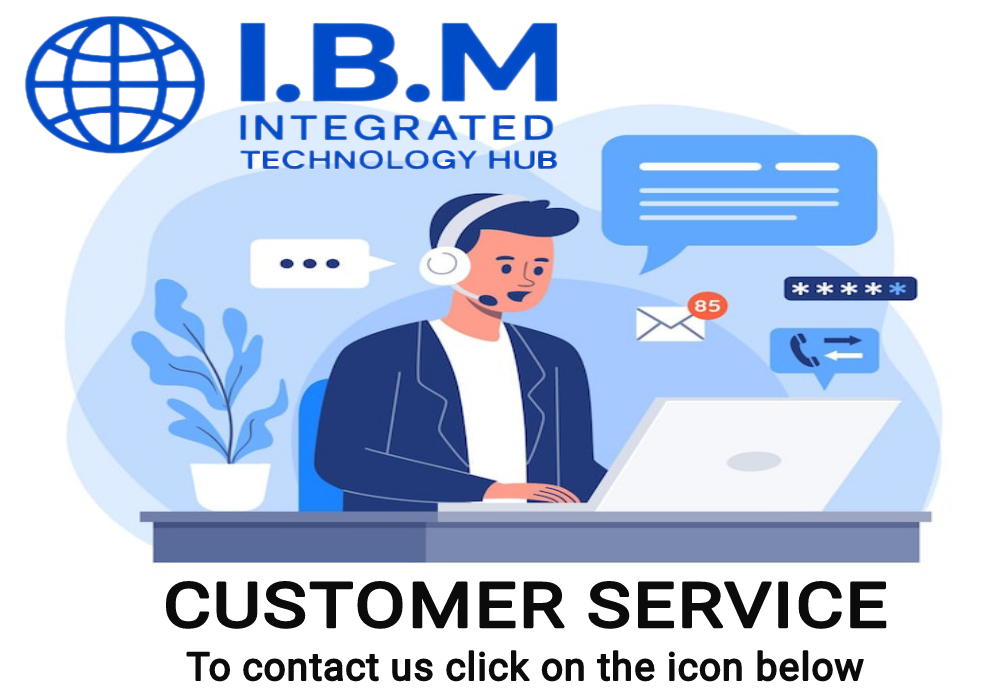 I.B.M
INTEGRATED
TECHNOLOGY HUB
85
*****
CUSTOMER SERVICE
To contact us click on the icon below